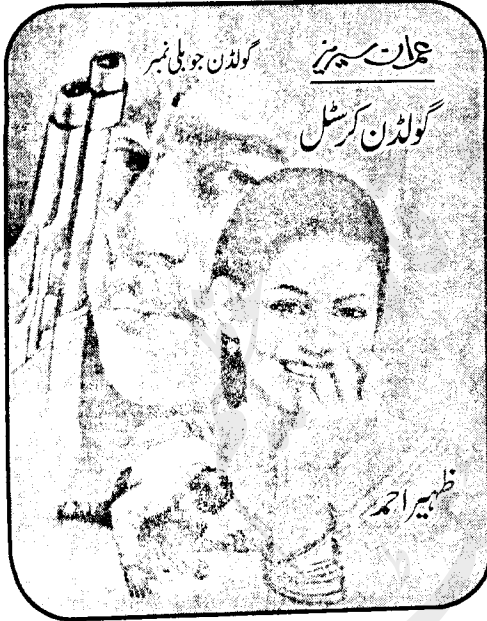 عمران سیریز
گولڈن جوبلی نمبر
گولڈن کرسٹل
ظہیر احمد